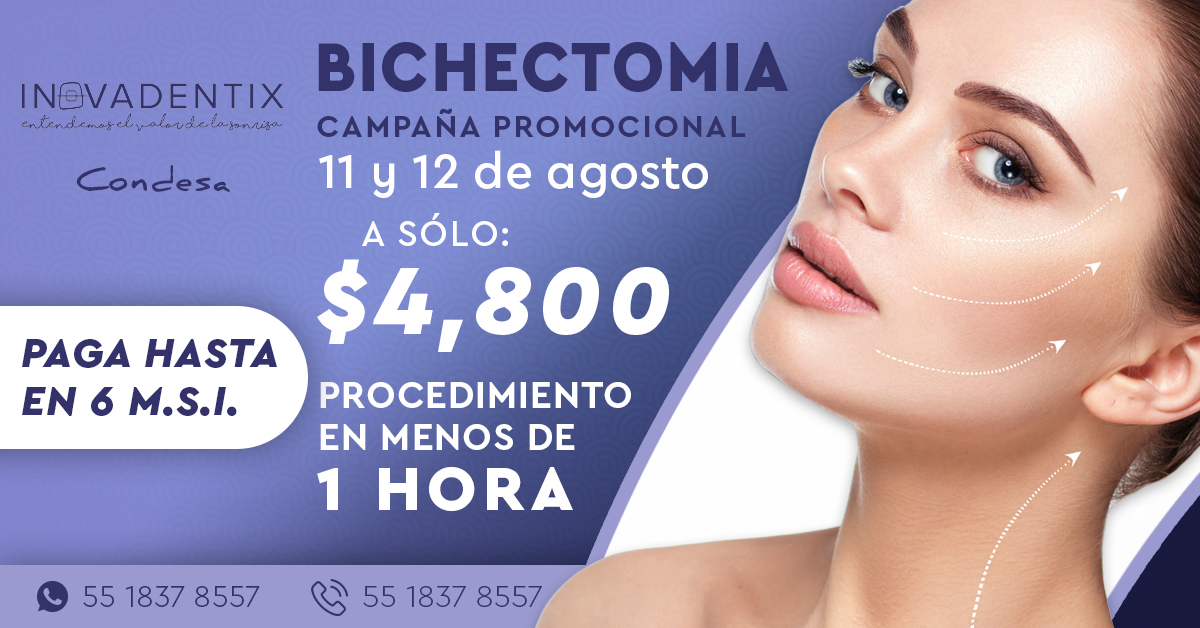 INOVADENTIX
entendemos el valor de la sonrisa
Condesa
BICHECTOMIA
CAMPAÑA PROMOCIONAL
11 y 12 de agosto
A SÓLO:
$4,800
PAGA HASTA
EN 6 M.S.I.
PROCEDIMIENTO
EN MENOS DE
1 HORA
55 1837 8557
55 1837 8557